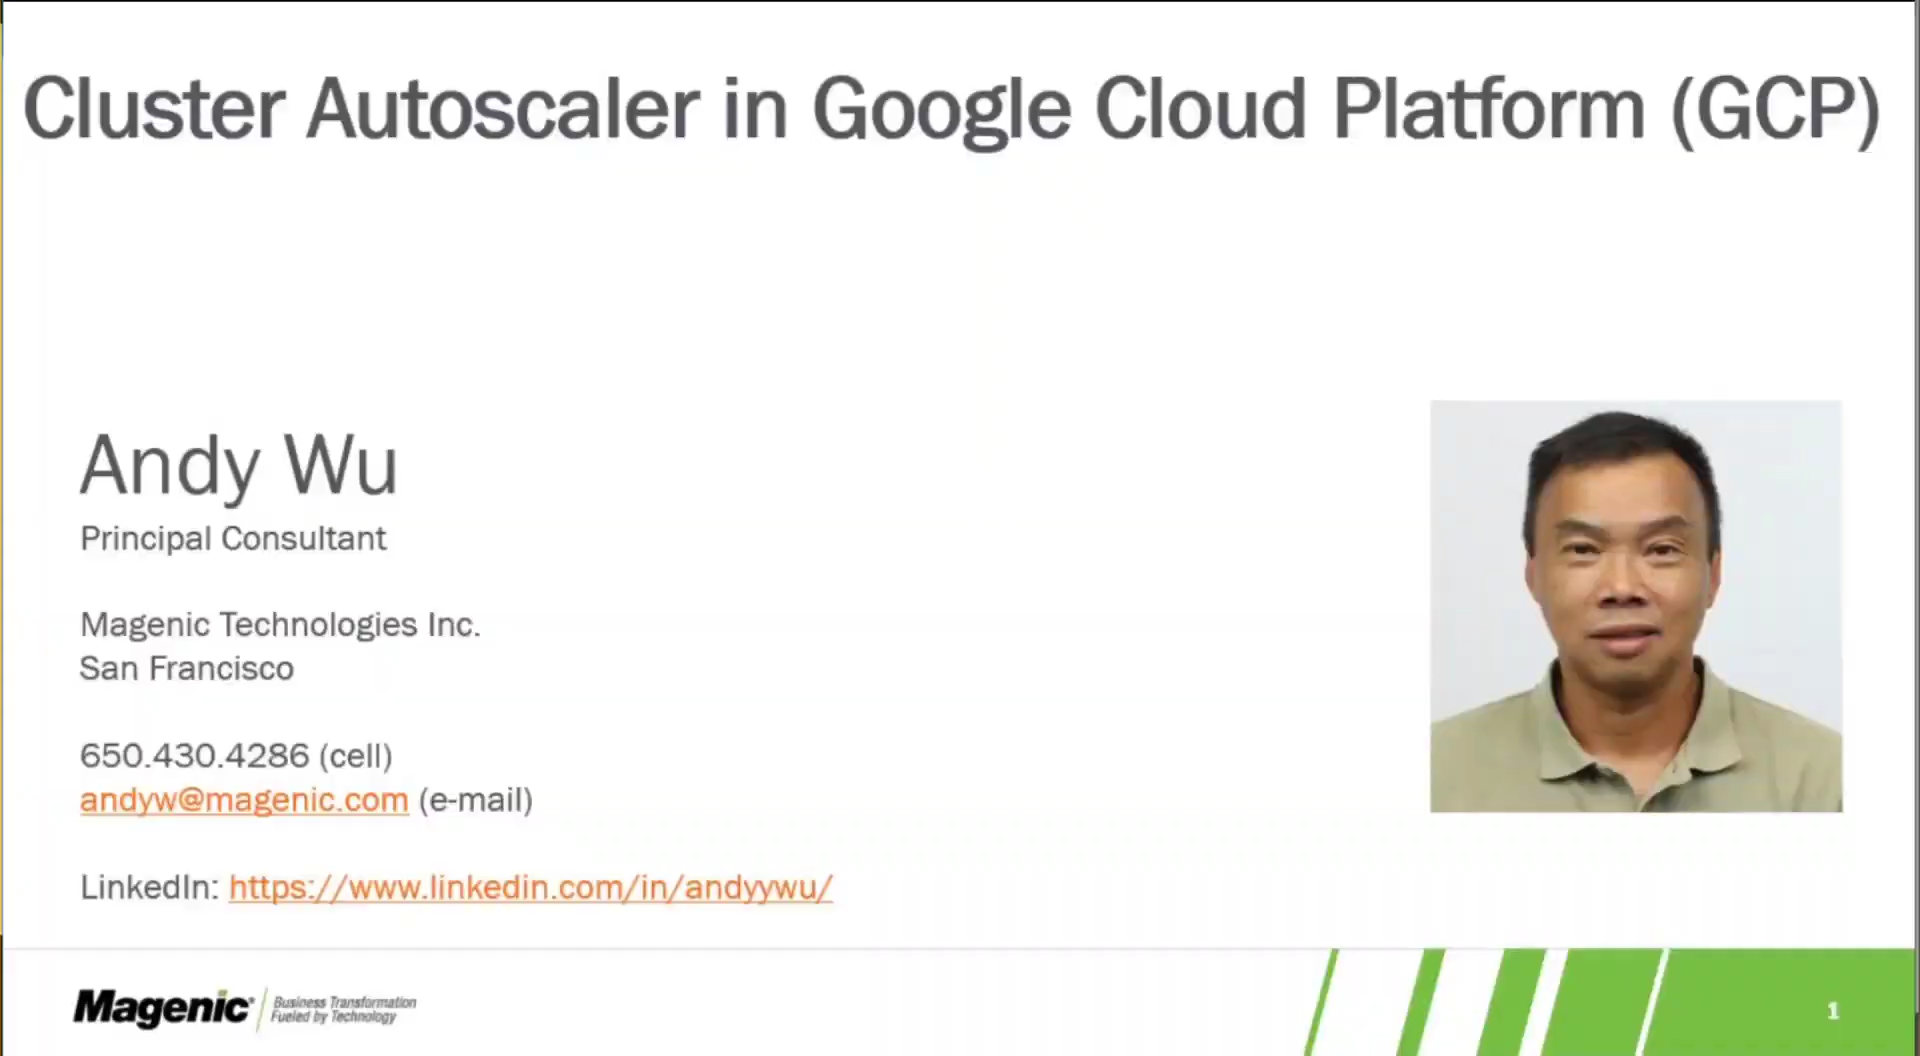 Cluster Autoscaler in Google Cloud Platform (GCP)
Andy Wu
Principal Consultant
Magenic Technologies Inc.
San Francisco
650.430.4286 (cell)
andyw@magenic.com (e-mail)
LinkedIn: https://www.linkedin.com/in/andyywu/
Magenic
Business Transformation
Fueled by Technology
1